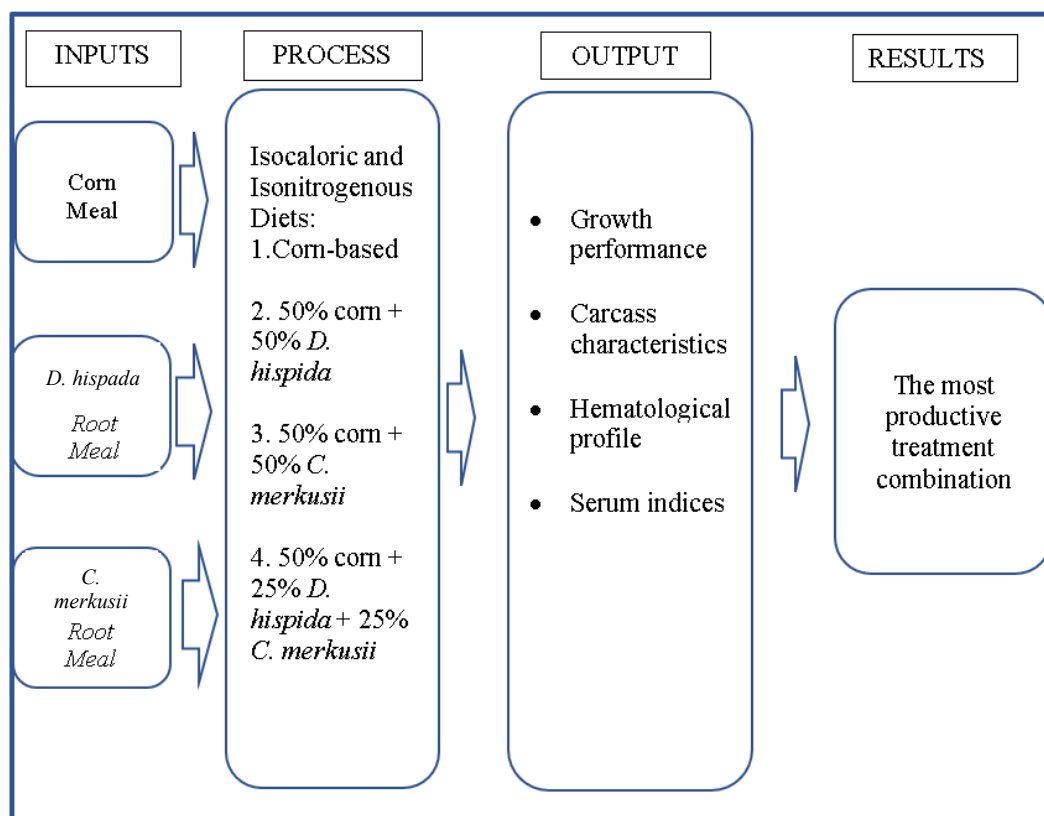 INPUTS
PROCESS
OUTPUT
RESULTS
Corn
Meal
D. hispada
Root
Meal
C.
merkusii
Root
Meal
Isocaloric and
Isonitrogenous
Diets:
1.Corn-based
2. 50% corn +
50% D.
hispida
3. 50% corn +
50% C.
merkusii
4. 50% corn +
25% D.
hispida + 25%
C. merkusii
• Growth
performance
• Carcass
characteristics
• Hematological
profile
• Serum indices
The most
productive
treatment
combination